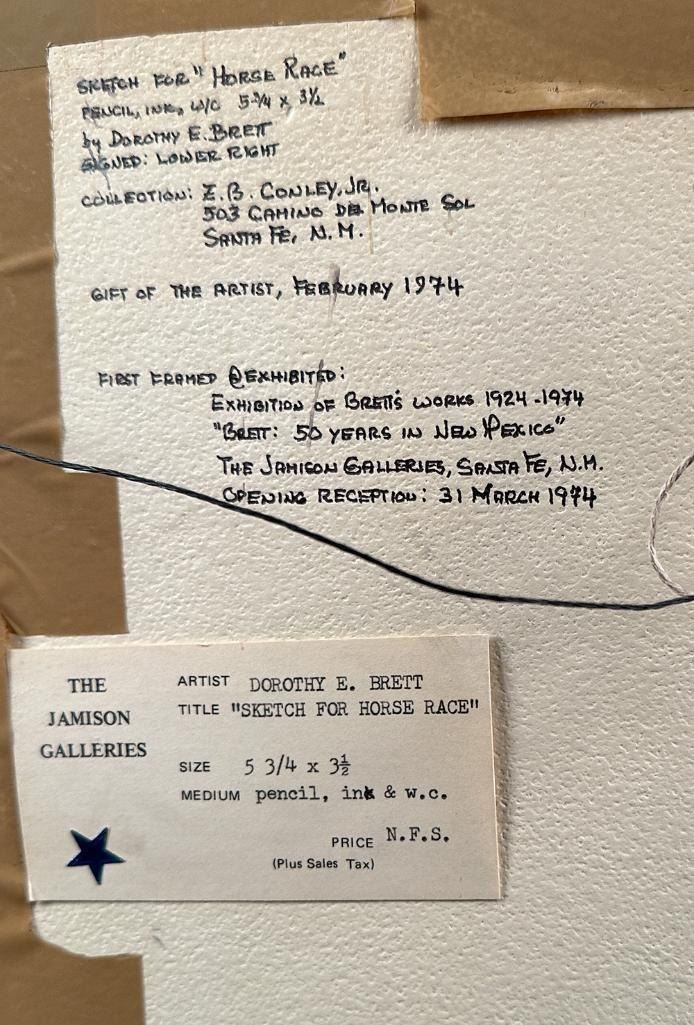 SKETCH FOR "HORSE RACE"
PENCIL, INK, W/C 5-3/4 x 3½
by DOROTHY E. BRETT
SIGNED: LOWER RIGHT
COLLECTION: Z.B. CONLEY, JR.
503 CAMINO DEL MONTE SOL
SANTA FE, N.M.
GIFT OF THE ARTIST, FEBRUARY 1974
FIRST FRAMED & EXHIBITED:
EXHIBITION OF BRETT'S WORKS 1924-1974
"BRETT: 50 YEARS IN NEW MEXICO"
THE JAMISON GALLERIES, SANTA FE, N.M.
OPENING RECEPTION: 31 MARCH 1974
THE
JAMISON
GALLERIES
ARTIST DOROTHY E. BRETT
TITLE "SKETCH FOR HORSE RACE"
SIZE 5 3/4 x 3½
MEDIUM pencil, ink & w.c.
PRICE N.F.S.
(Plus Sales Tax)